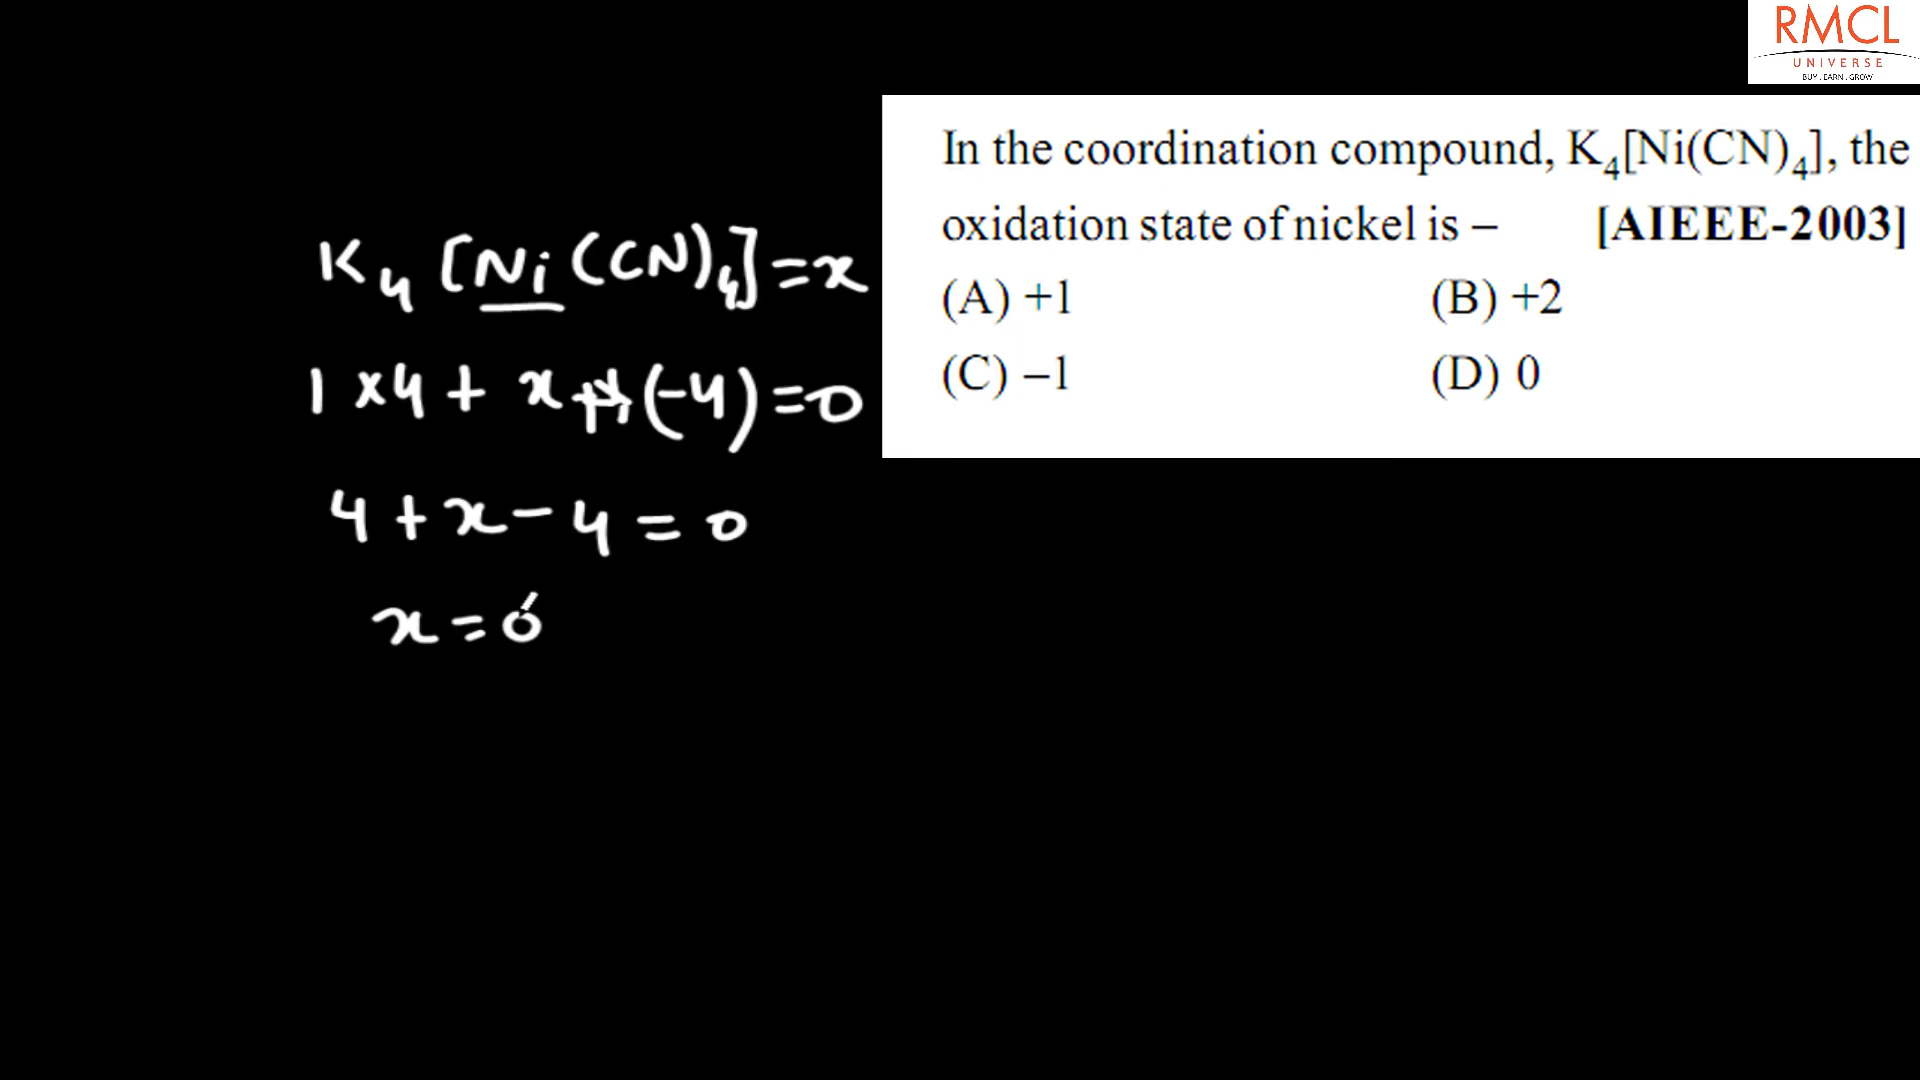 RMCL
UNIVERSE
BUY . EARN . GROW
In the coordination compound, K₄[Ni(CN)₄], the
oxidation state of nickel is – [AIEEE-2003]
(A) +1 (B) +2
(C) –1 (D) 0
K₄ [Ni (CN)₄] = x
1 × 4 + x + (-4) = 0
4 + x - 4 = 0
x = 0